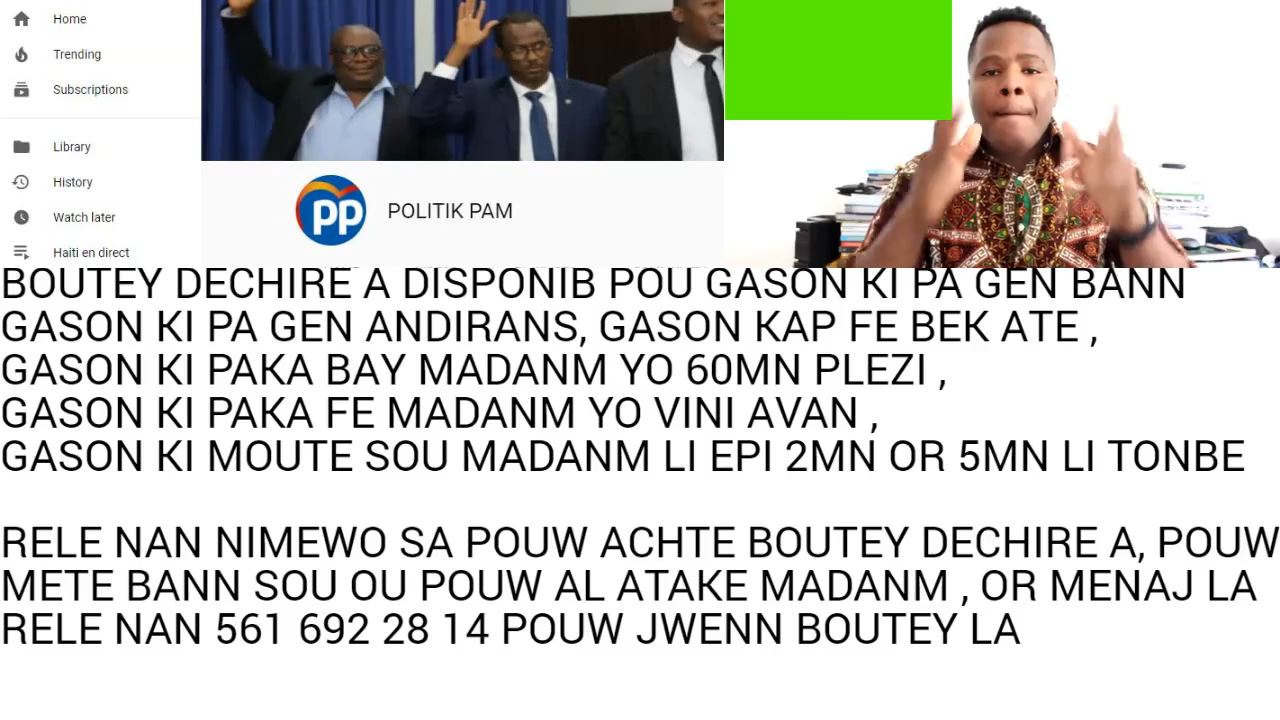 Home
Trending
Subscriptions
Library
History
Watch later
Haiti en direct
pp
POLITIK PAM
BOUTEY DECHIRE A DISPONIB POU GASON KI PA GEN BANN
GASON KI PA GEN ANDIRANS, GASON KAP FE BEK ATE ,
GASON KI PAKA BAY MADANM YO 60MN PLEZI ,
GASON KI PAKA FE MADANM YO VINI AVAN ,
GASON KI MOUTE SOU MADANM LI EPI 2MN OR 5MN LI TONBE
RELE NAN NIMEWO SA POUW ACHTE BOUTEY DECHIRE A, POUW
METE BANN SOU OU POUW AL ATAKE MADANM , OR MENAJ LA
RELE NAN 561 692 28 14 POUW JWENN BOUTEY LA